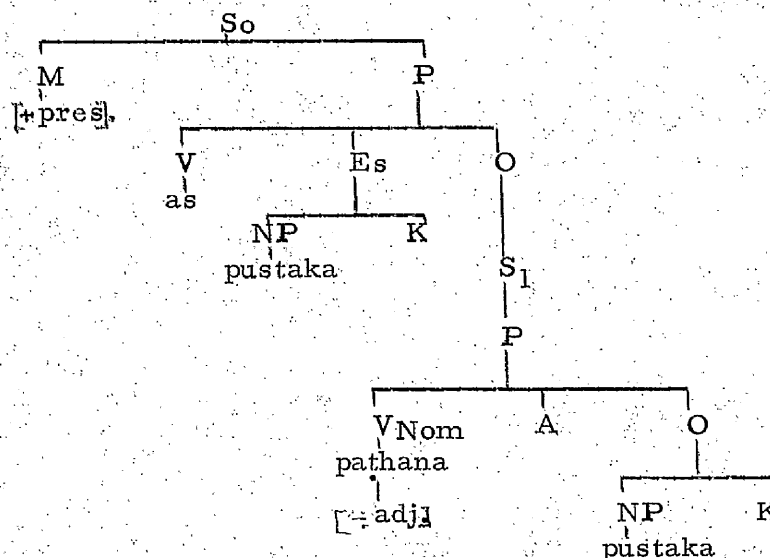 So
M P
[+pres].
V Es O
as
NP K
pustaka S1
P
VNom A O
pathana
[-adj]
NP K
pustaka